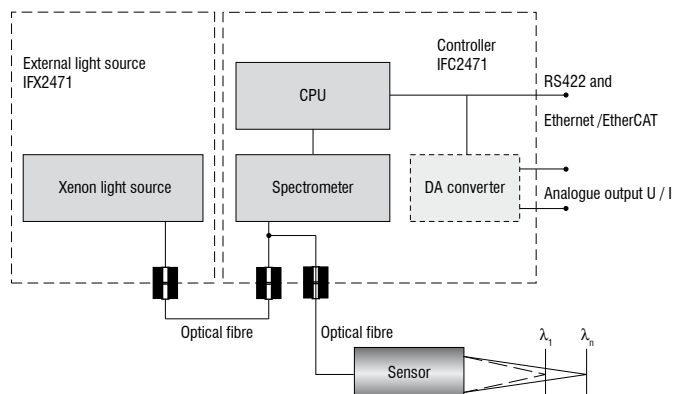 External light source
IFX2471
Controller
IFC2471
CPU
RS422 and
Ethernet /EtherCAT
Xenon light source
Spectrometer
DA converter
Analogue output U / I
Optical fibre
Optical fibre
λ1
λn
Sensor